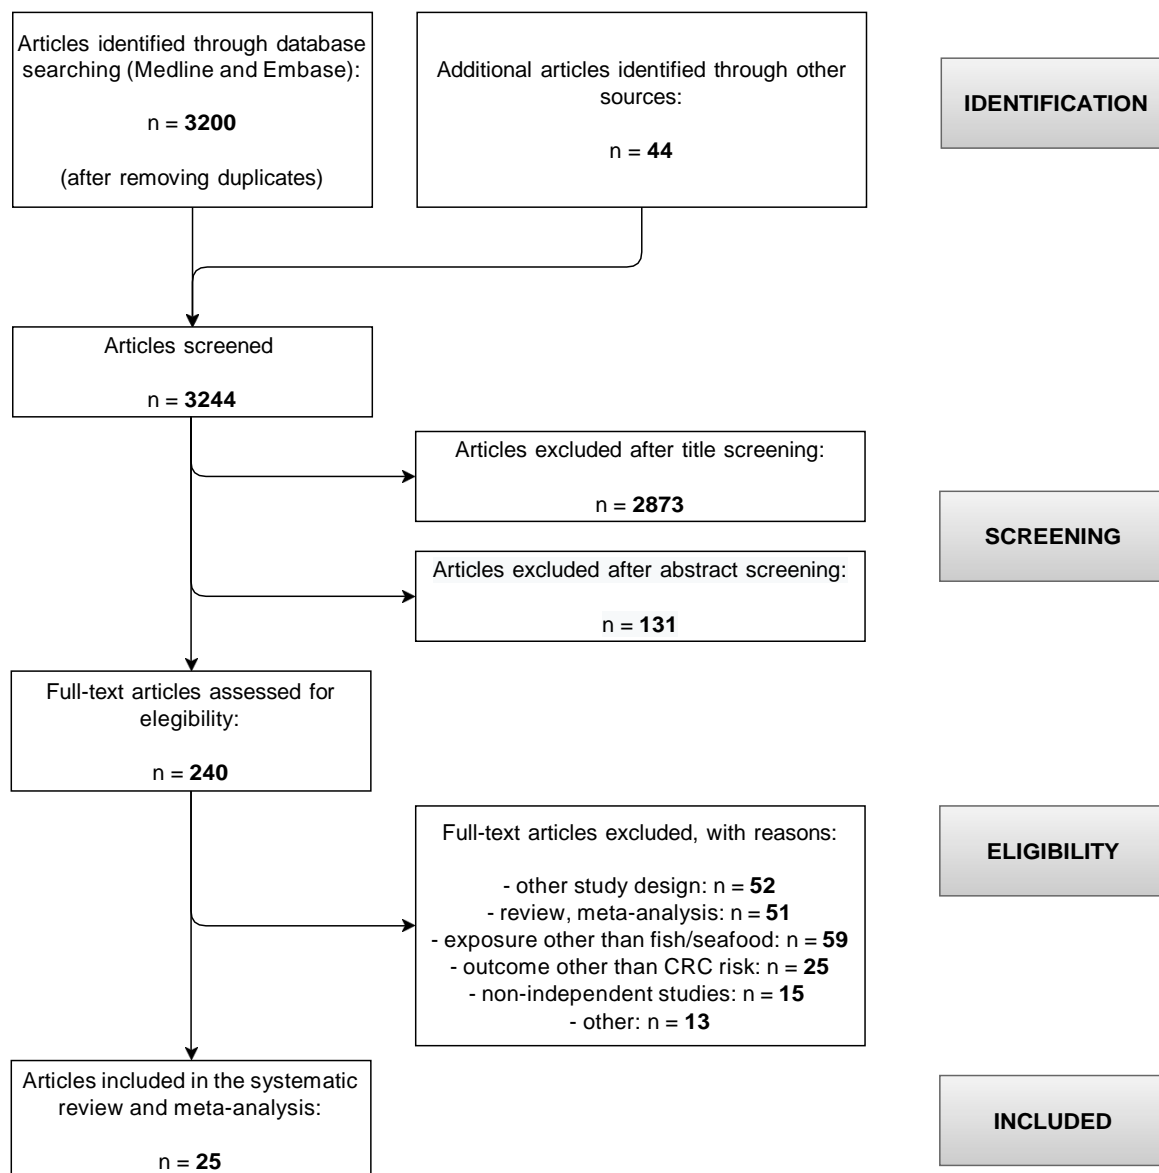 Articles identified through database
searching (Medline and Embase):
n = 3200
(after removing duplicates)
Additional articles identified through other
sources:
n = 44
IDENTIFICATION
Articles screened
n = 3244
Articles excluded after title screening:
n = 2873
SCREENING
Articles excluded after abstract screening:
n = 131
Full-text articles assessed for
elegibility:
n = 240
Full-text articles excluded, with reasons:
- other study design: n = 52
- review, meta-analysis: n = 51
- exposure other than fish/seafood: n = 59
- outcome other than CRC risk: n = 25
- non-independent studies: n = 15
- other: n = 13
ELIGIBILITY
Articles included in the systematic
review and meta-analysis:
n = 25
INCLUDED